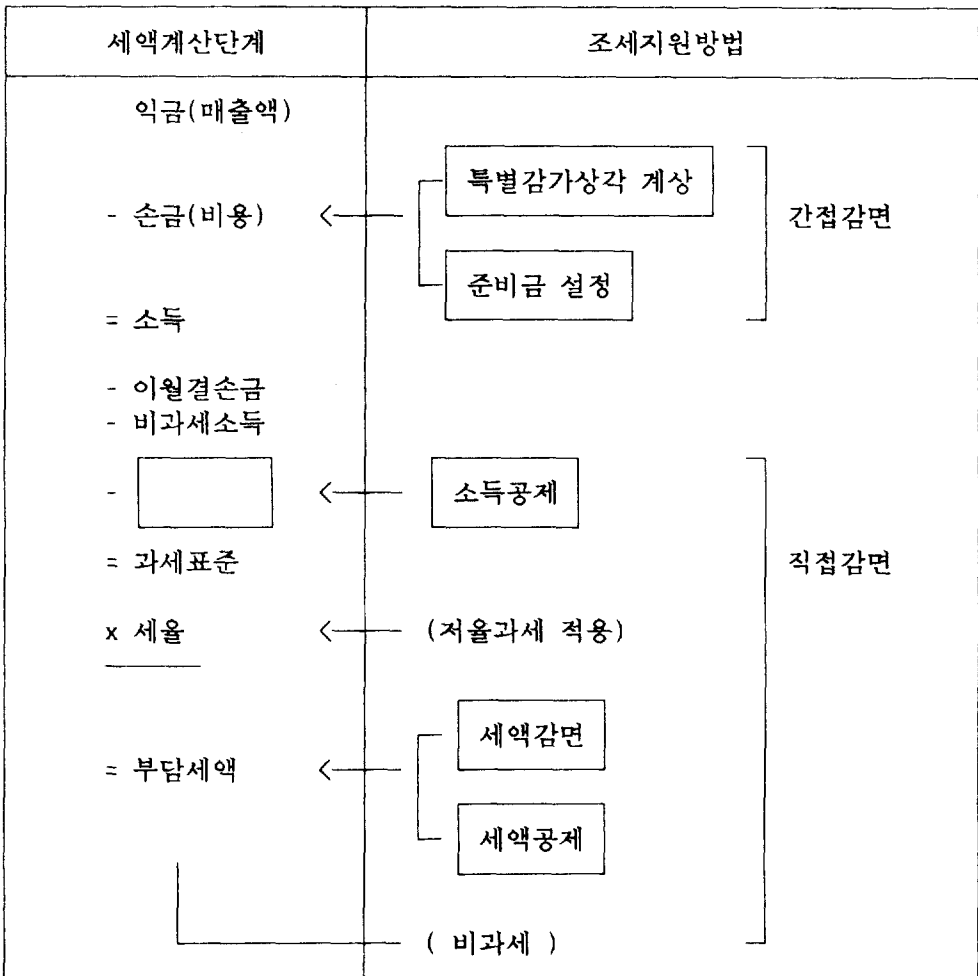 세액계산단계 조세지원방법
익금(매출액)
특별감가상각 계상
- 손금(비용) 간접감면
준비금 설정
= 소득
- 이월결손금
- 비과세소득
- 소득공제
= 과세표준 직접감면
x 세율 (저율과세 적용)
세액감면
= 부담세액
세액공제
( 비과세 )